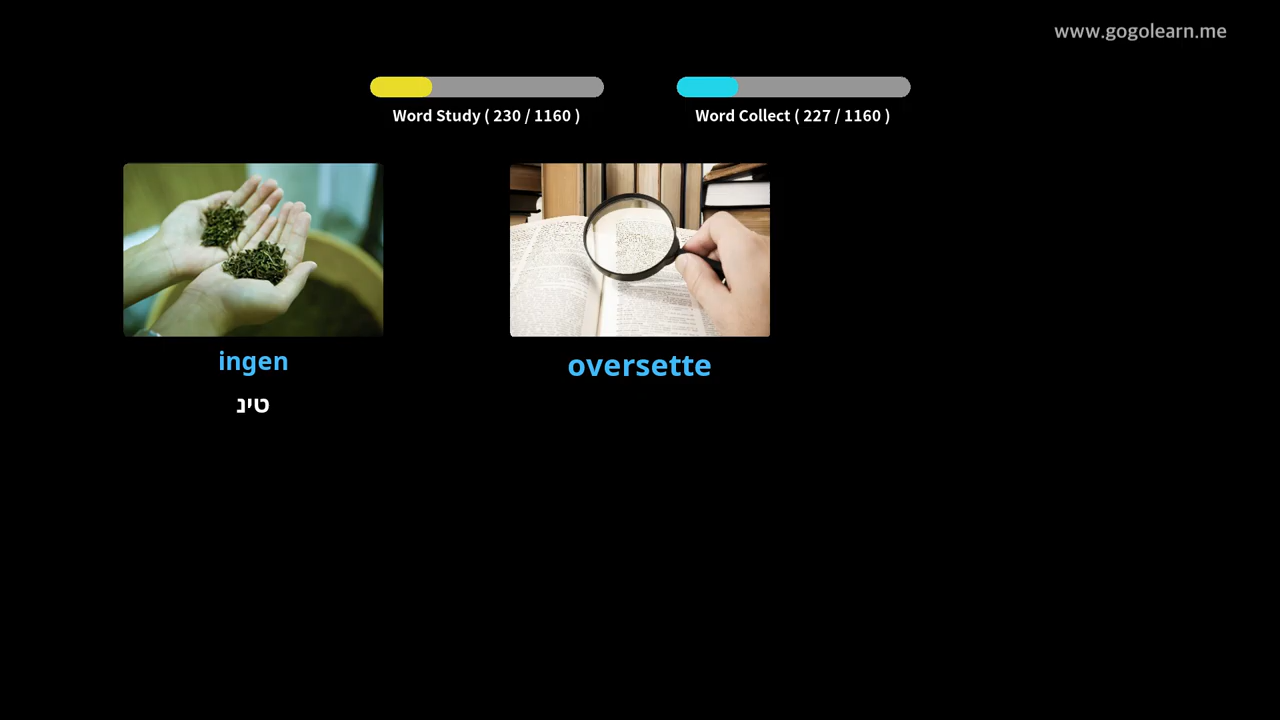 www.gogolearn.me
Word Study ( 230 / 1160 )
Word Collect ( 227 / 1160 )
ingen
טינ
oversette